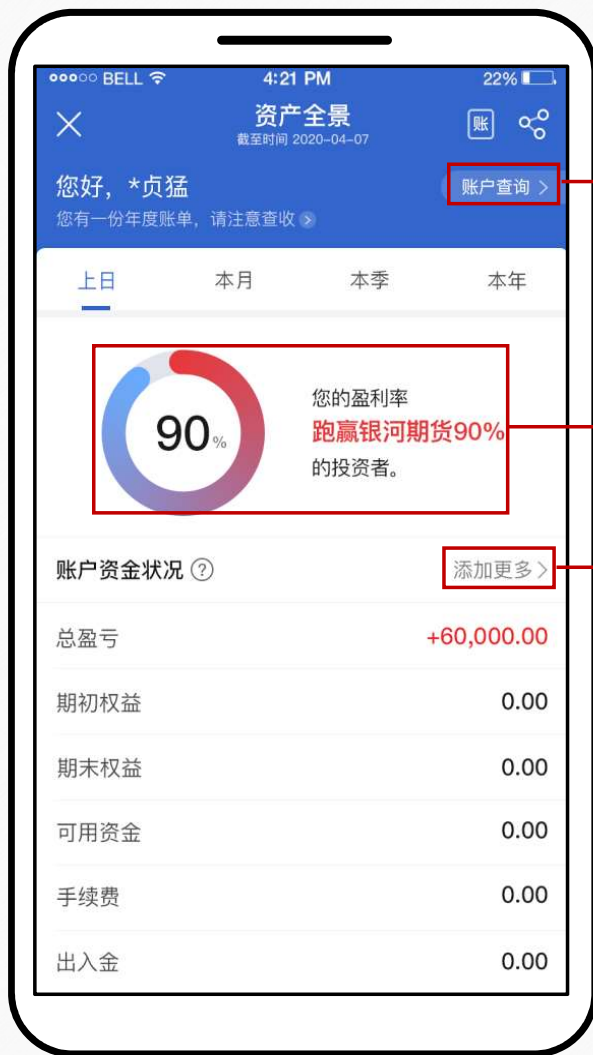 BELL 4:21 PM 22%
资产全景
账
截至时间 2020-04-07
您好，*贞猛
账户查询 >
您有一份年度账单，请注意查收 >
上日 本月 本季 本年
90%
您的盈利率
跑赢银河期货90%
的投资者。
账户资金状况 ? 添加更多 >
总盈亏 +60,000.00
期初权益 0.00
期末权益 0.00
可用资金 0.00
手续费 0.00
出入金 0.00